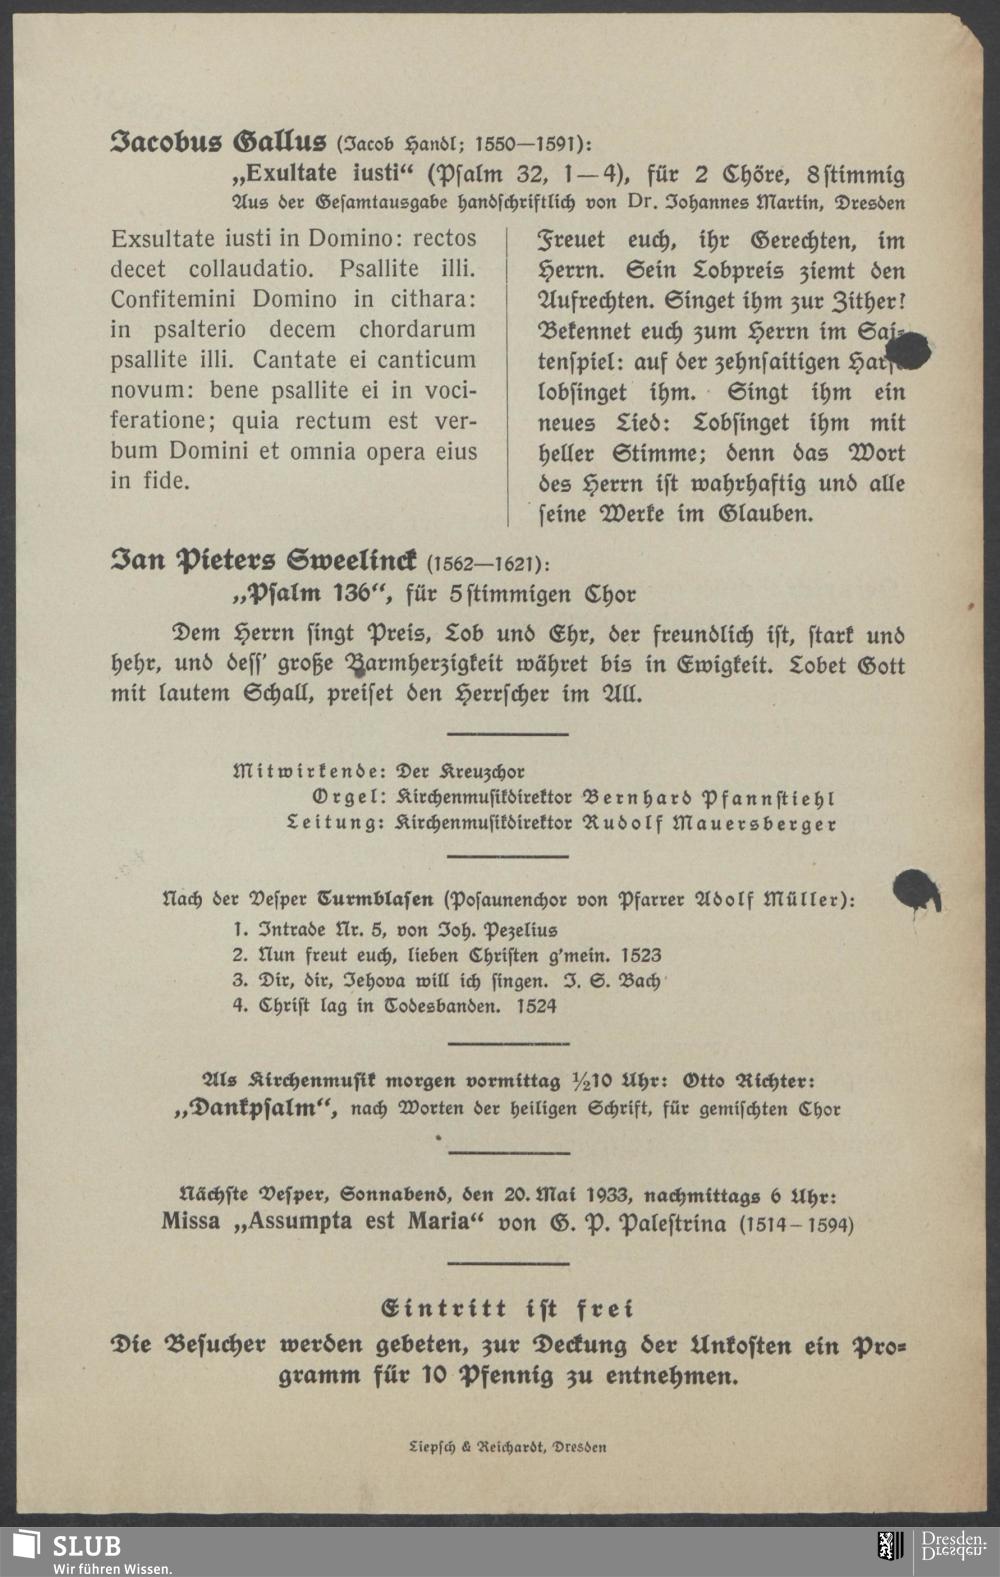 Jacobus Gallus (Jacob Handl; 1550—1591):
„Exultate iusti“ (Psalm 32, 1—4), für 2 Chöre, 8stimmig
Aus der Gesamtausgabe handschriftlich von Dr. Johannes Martin, Dresden
Exsultate iusti in Domino: rectos
decet collaudatio. Psallite illi.
Confitemini Domino in cithara:
in psalterio decem chordarum
psallite illi. Cantate ei canticum
novum: bene psallite ei in voci-
feratione; quia rectum est ver-
bum Domini et omnia opera eius
in fide.
Freuet euch, ihr Gerechten, im
Herrn. Sein Lobpreis ziemt den
Aufrechten. Singet ihm zur Zither!
Bekennet euch zum Herrn im Sai-
tenspiel: auf der zehnsaitigen
lobsinget ihm. Singt ihm ein
neues Lied: Lobsinget ihm mit
heller Stimme; denn das Wort
des Herrn ist wahrhaftig und alle
seine Werke im Glauben.
Jan Pieters Sweelinck (1562—1621):
„Psalm 136“, für 5stimmigen Chor
Dem Herrn singt Preis, Lob und Ehr, der freundlich ist, stark und
hehr, und dess' große Barmherzigkeit währet bis in Ewigkeit. Lobet Gott
mit lautem Schall, preiset den Herrscher im All.
Mitwirkende: Der Kreuzchor
Orgel: Kirchenmusikdirektor Bernhard Pfannstiehl
Leitung: Kirchenmusikdirektor Rudolf Mauersberger
Nach der Vesper Turmblasen (Posaunenchor von Pfarrer Adolf Müller):
1. Intrade Nr. 5, von Joh. Pezelius
2. Nun freut euch, lieben Christen g'mein. 1523
3. Dir, dir, Jehova will ich singen. J. S. Bach
4. Christ lag in Todesbanden. 1524
Als Kirchenmusik morgen vormittag ½10 Uhr: Otto Richter:
„Dankpsalm“, nach Worten der heiligen Schrift, für gemischten Chor
Nächste Vesper, Sonnabend, den 20. Mai 1933, nachmittags 6 Uhr:
Missa „Assumpta est Maria“ von G. P. Palestrina (1514–1594)
Eintritt ist frei
Die Besucher werden gebeten, zur Deckung der Unkosten ein Pro-
gramm für 10 Pfennig zu entnehmen.
Liepsch & Reichardt, Dresden
SLUB
Wir führen Wissen.
Dresden.
Dresden.